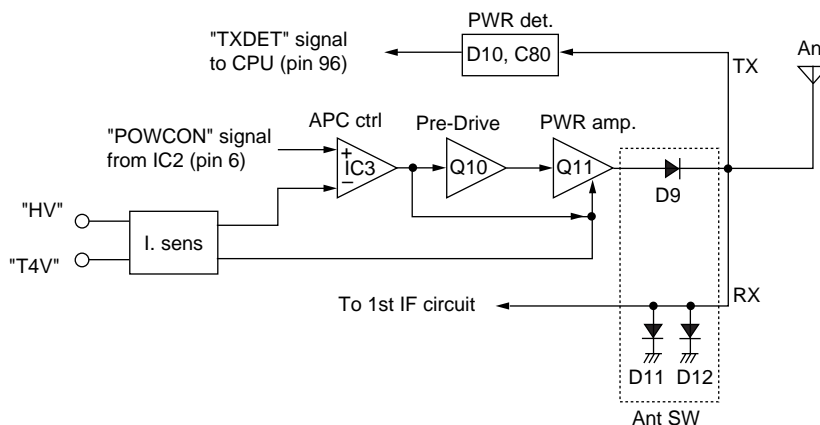 PWR det.
"TXDET" signal
to CPU (pin 96)
D10, C80
TX
An
APC ctrl
Pre-Drive
PWR amp.
"POWCON" signal
from IC2 (pin 6)
+
IC3
−
Q10
Q11
D9
"HV"
I. sens
"T4V"
To 1st IF circuit
RX
D11
D12
Ant SW